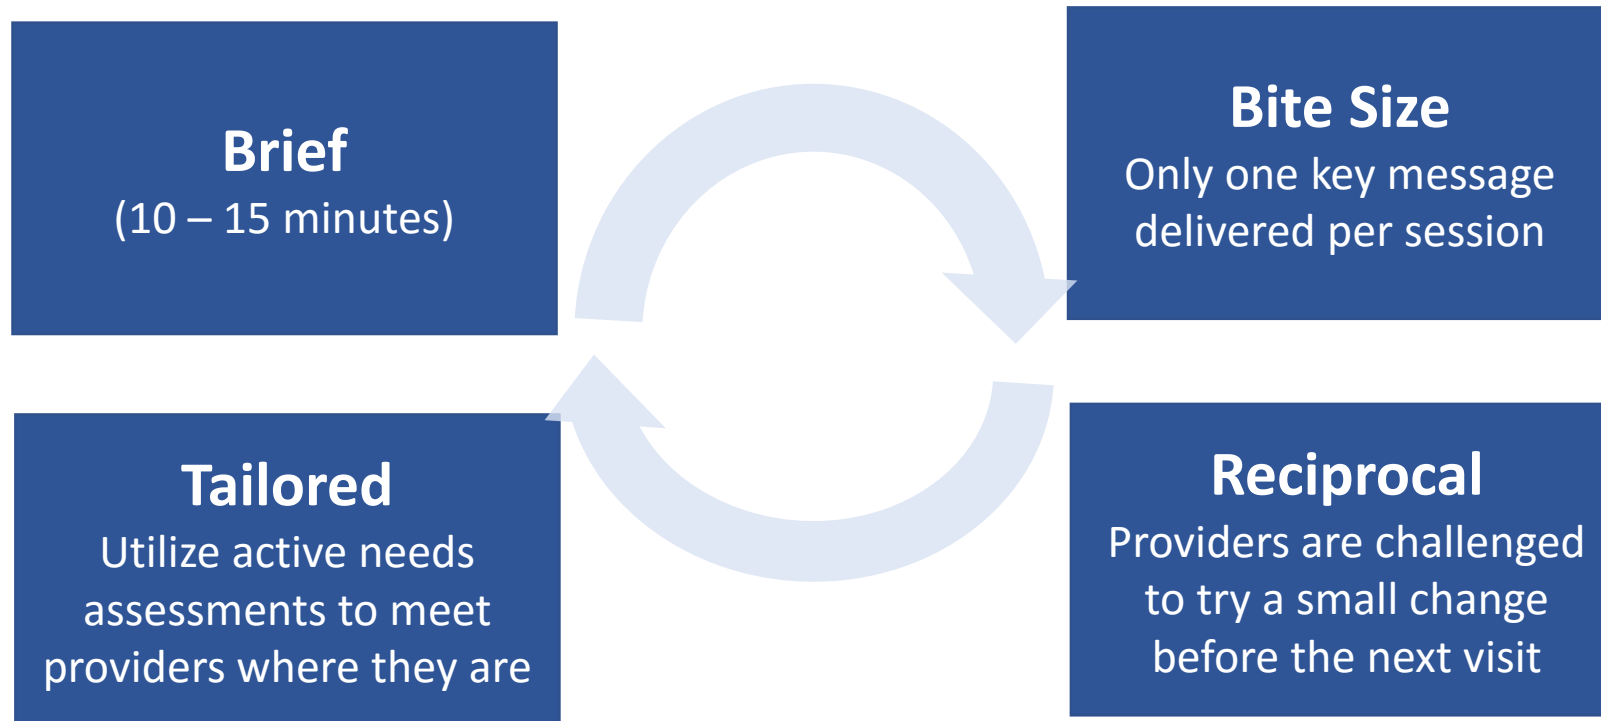 Brief
(10 – 15 minutes)
Bite Size
Only one key message
delivered per session
Tailored
Utilize active needs
assessments to meet
providers where they are
Reciprocal
Providers are challenged
to try a small change
before the next visit